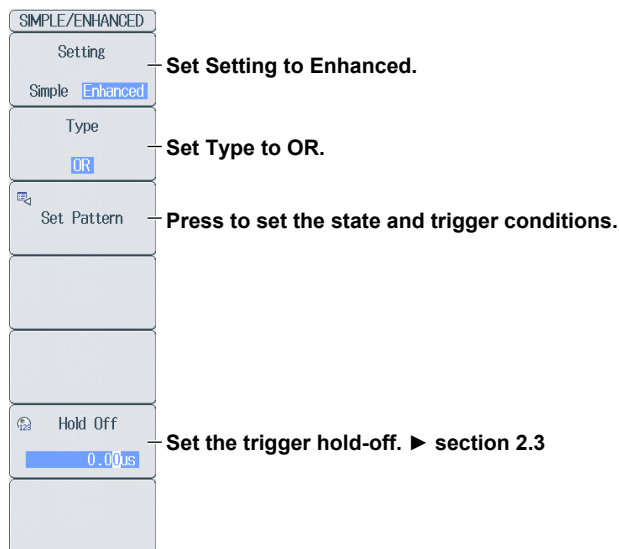 SIMPLE/ENHANCED
Setting
Simple Enhanced
Set Setting to Enhanced.
Type
OR
Set Type to OR.
Set Pattern
Press to set the state and trigger conditions.
123
Hold Off
0.00us
Set the trigger hold-off. ► section 2.3